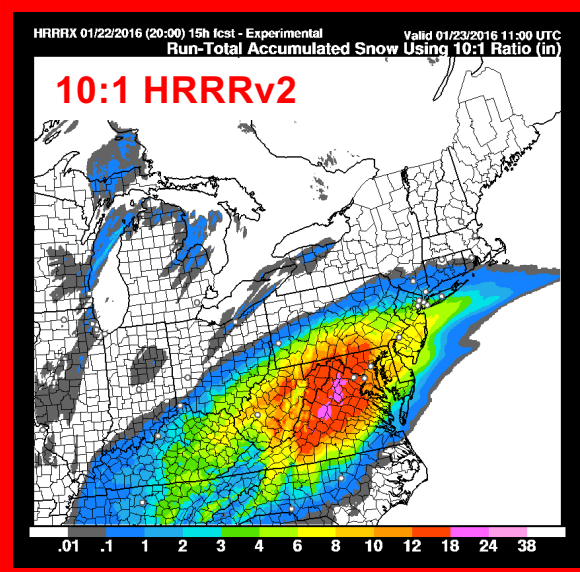 HRRRX 01/22/2016 (20:00) 15h fcst - Experimental Valid 01/23/2016 11:00 UTC
Run-Total Accumulated Snow Using 10:1 Ratio (in)
10:1 HRRRv2
.01 .1 1 2 3 4 6 8 10 12 18 24 38